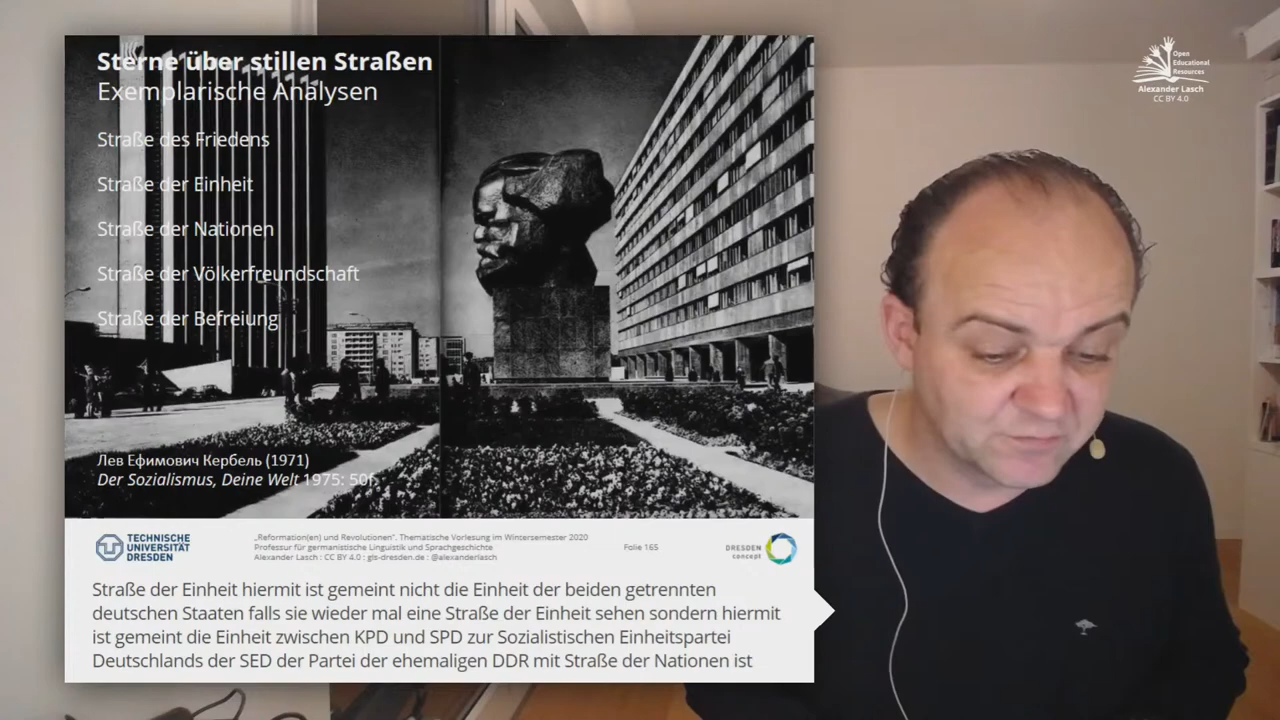 Sterne über stillen Straßen
Exemplarische Analysen
Straße des Friedens
Straße der Einheit
Straße der Nationen
Straße der Völkerfreundschaft
Straße der Befreiung
Лев Ефимович Кербель (1971)
Der Sozialismus, Deine Welt 1975: 50f.
TECHNISCHE
UNIVERSITÄT
DRESDEN
„Reformation(en) und Revolutionen“. Thematische Vorlesung im Wintersemester 2020
Professur für germanistische Linguistik und Sprachgeschichte
Alexander Lasch : CC BY 4.0 : gls-dresden.de : @alexanderlasch
Folie 165
DRESDEN
concept
Straße der Einheit hiermit ist gemeint nicht die Einheit der beiden getrennten
deutschen Staaten falls sie wieder mal eine Straße der Einheit sehen sondern hiermit
ist gemeint die Einheit zwischen KPD und SPD zur Sozialistischen Einheitspartei
Deutschlands der SED der Partei der ehemaligen DDR mit Straße der Nationen ist
Open
Educational
Resources
Alexander Lasch
CC BY 4.0